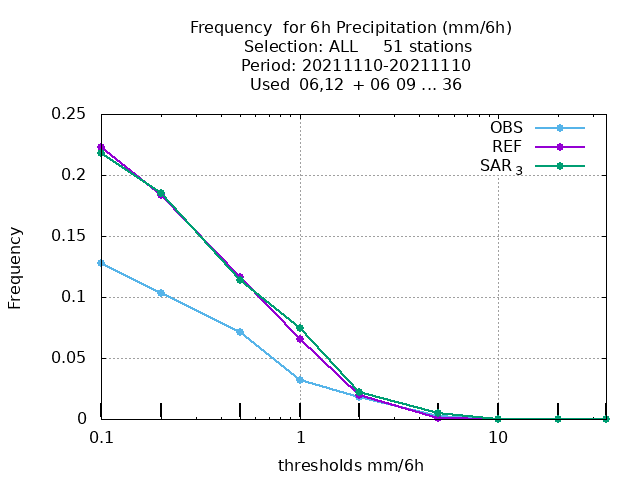 Frequency  for 6h Precipitation (mm/6h)
Selection: ALL     51 stations
Period: 20211110-20211110
Used  06,12  + 06 09 ... 36
0.25
0.2
0.15
0.1
0.05
0
Frequency
OBS
REF
SAR 3
0.1
1
10
thresholds mm/6h